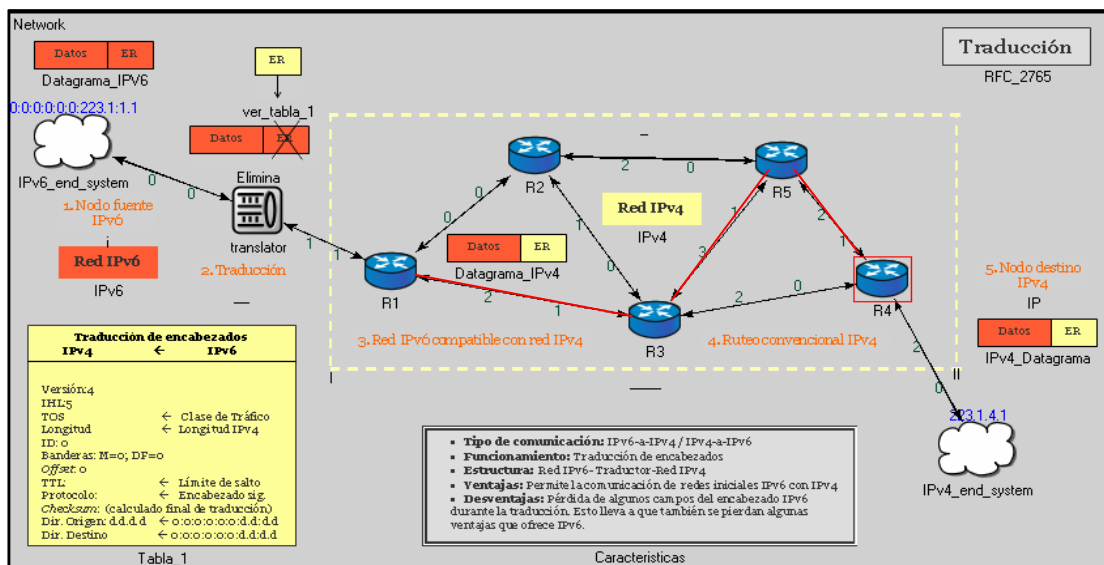 Network
Datos ER
Datagrama_IPV6
ER
ver_tabla_1
Traducción
RFC_2765
0:0:0:0:0:0:223.1:1.1
IPv6_end_system
Datos ER
Elimina
translator
0
0
1. Nodo fuente
IPv6
Red IPv6
IPv6
2. Traducción
1
1
R1
R2
R5
R3
R4
0
0
2
0
1
0
3
1
2
1
2
1
2
0
Red IPv4
IPv4
Datos ER
Datagrama_IPv4
3. Red IPv6 compatible con red IPv4
4. Ruteo convencional IPv4
5. Nodo destino
IPv4
IP
Datos ER
IPv4_Datagrama
2
0
223.1.4.1
IPv4_end_system
Traducción de encabezados
IPv4 ← IPv6
Versión:4
IHL:5
TOS ← Clase de Tráfico
Longitud ← Longitud IPv4
ID: 0
Banderas: M=0; DF=0
Offset: 0
TTL: ← Límite de salto
Protocolo: ← Encabezado sig.
Checksum: (calculado final de traducción)
Dir. Origen: d.d.d.d ← 0:0:0:0:0:0:d.d:d.d
Dir. Destino ← 0:0:0:0:0:0:d.d:d.d
Tabla_1
▪ Tipo de comunicación: IPv6-a-IPv4 / IPv4-a-IPv6
▪ Funcionamiento: Traducción de encabezados
▪ Estructura: Red IPv6- Traductor-Red IPv4
▪ Ventajas: Permite la comunicación de redes iniciales IPv6 con IPv4
▪ Desventajas: Pérdida de algunos campos del encabezado IPv6
durante la traducción. Esto lleva a que también se pierdan algunas
ventajas que ofrece IPv6.
Caracteristicas